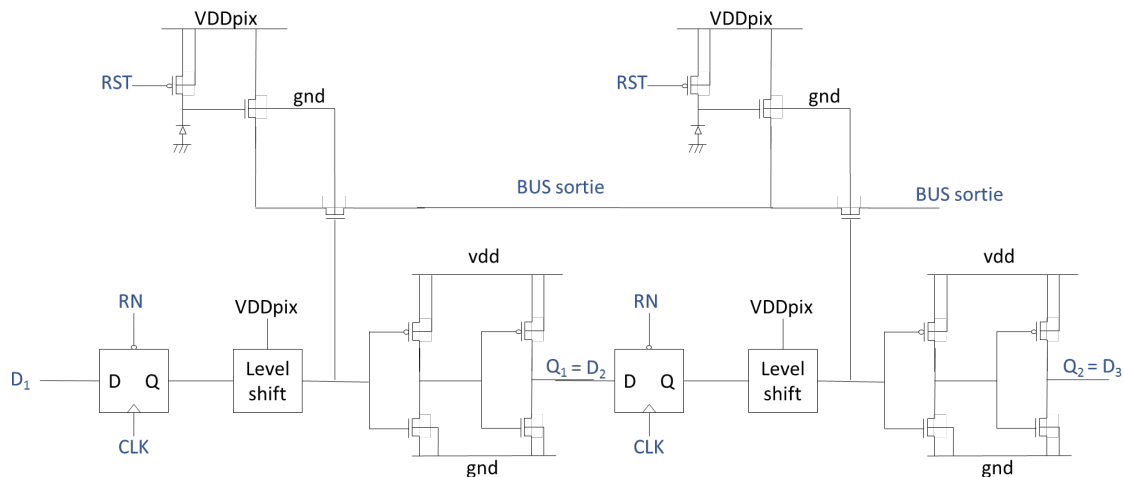 VDDpix
VDDpix
RST
gnd
RST
gnd
BUS sortie
BUS sortie
vdd
vdd
RN
VDDpix
RN
VDDpix
D₁
D Q
Level
shift
Q₁ = D₂
D Q
Level
shift
Q₂ = D₃
CLK
CLK
gnd
gnd